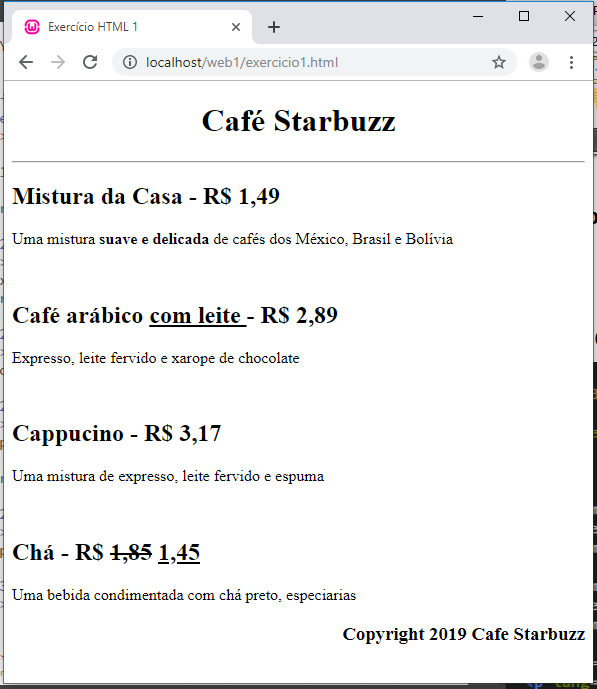 Exercício HTML 1
localhost/web1/exercicio1.html
Café Starbuzz
Mistura da Casa - R$ 1,49
Uma mistura suave e delicada de cafés dos México, Brasil e Bolívia
Café arábico com leite - R$ 2,89
Expresso, leite fervido e xarope de chocolate
Cappucino - R$ 3,17
Uma mistura de expresso, leite fervido e espuma
Chá - R$ 1,85 1,45
Uma bebida condimentada com chá preto, especiarias
Copyright 2019 Cafe Starbuzz